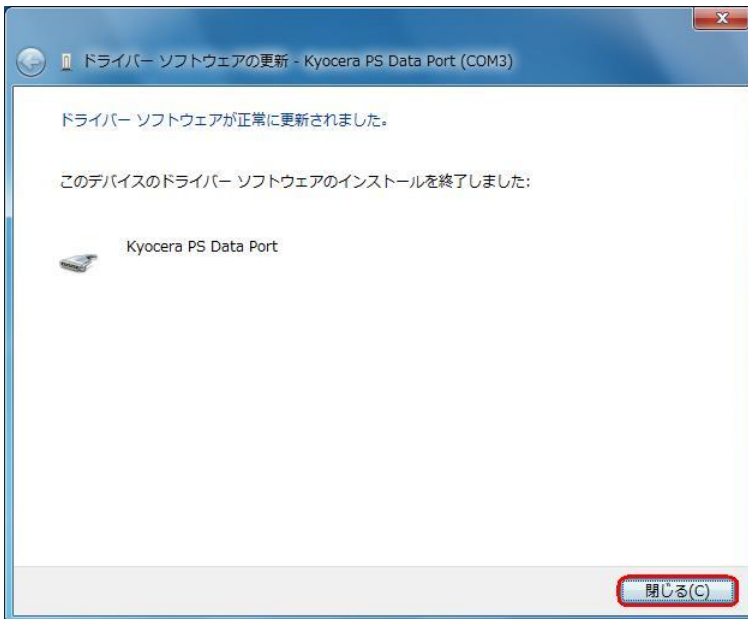 ドライバー ソフトウェアの更新 - Kyocera PS Data Port (COM3)
ドライバー ソフトウェアが正常に更新されました。
このデバイスのドライバー ソフトウェアのインストールを終了しました:
Kyocera PS Data Port
閉じる(C)